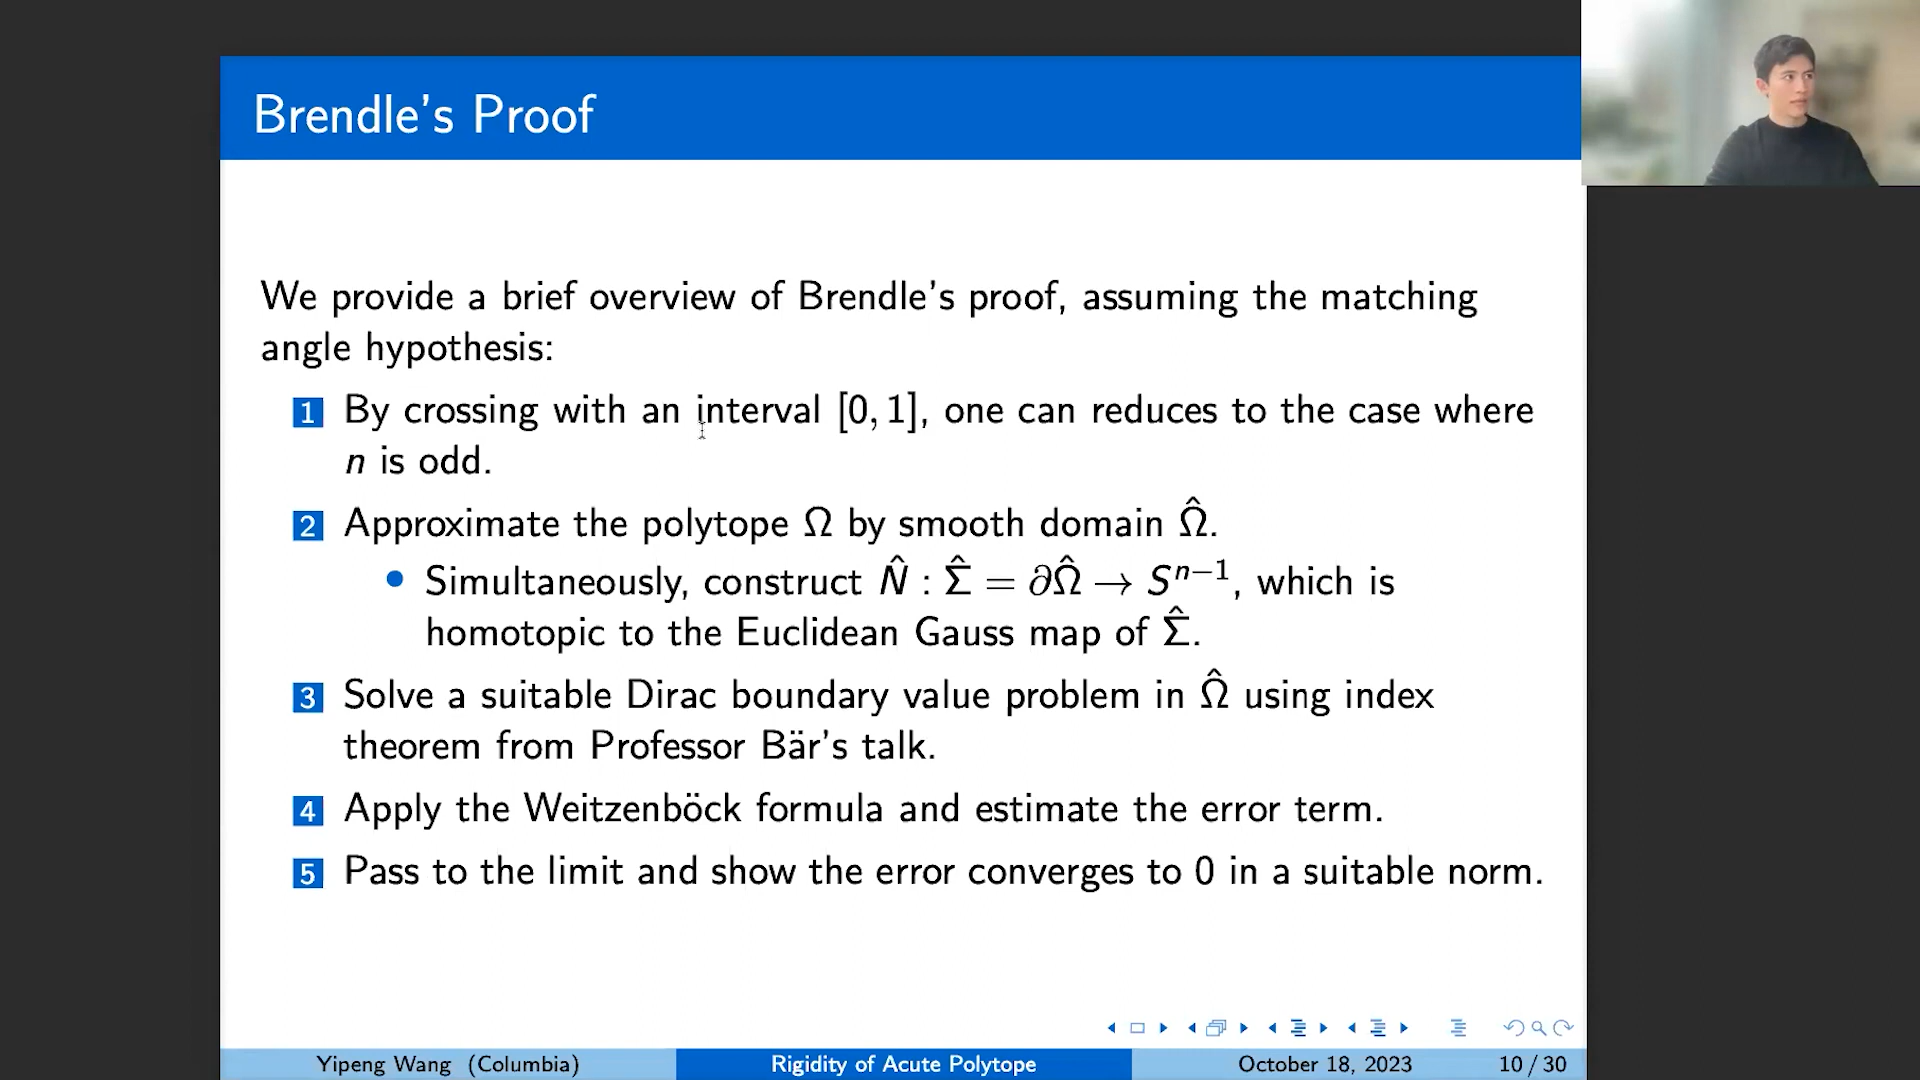 Brendle's Proof
We provide a brief overview of Brendle's proof, assuming the matching
angle hypothesis:
1 By crossing with an interval [0, 1], one can reduces to the case where
n is odd.
2 Approximate the polytope Ω by smooth domain Ω̂.
• Simultaneously, construct N̂ : Σ̂ = ∂Ω̂ → Sⁿ⁻¹, which is
homotopic to the Euclidean Gauss map of Σ̂.
3 Solve a suitable Dirac boundary value problem in Ω̂ using index
theorem from Professor Bär's talk.
4 Apply the Weitzenböck formula and estimate the error term.
5 Pass to the limit and show the error converges to 0 in a suitable norm.
Yipeng Wang (Columbia) Rigidity of Acute Polytope October 18, 2023 10 / 30